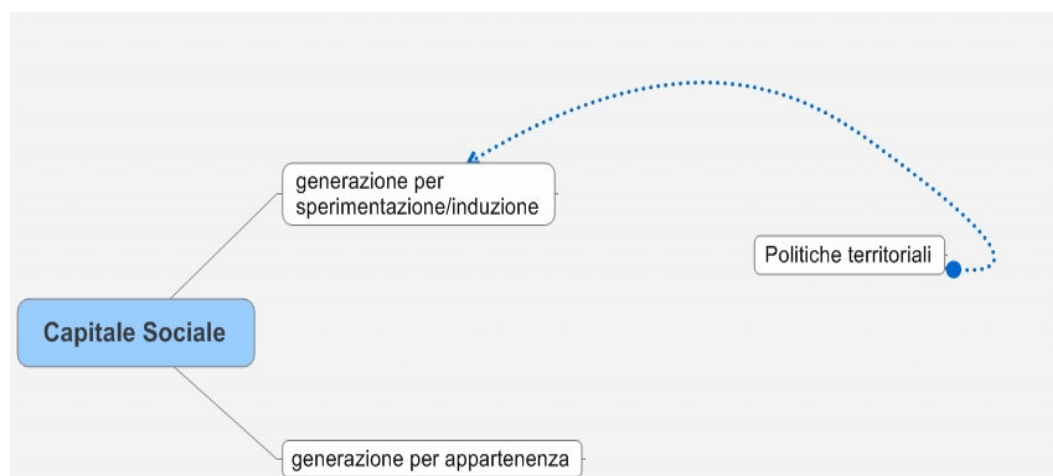 generazione per
sperimentazione/induzione
Politiche territoriali
Capitale Sociale
generazione per appartenenza